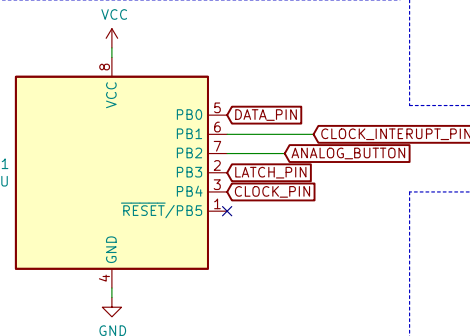 VCC
8
VCC
PB0 5 DATA_PIN
PB1 6 CLOCK_INTERUPT_PIN
PB2 7 ANALOG_BUTTON
1 PB3 2 LATCH_PIN
U PB4 3 CLOCK_PIN
RESET/PB5 1
GND
4
GND